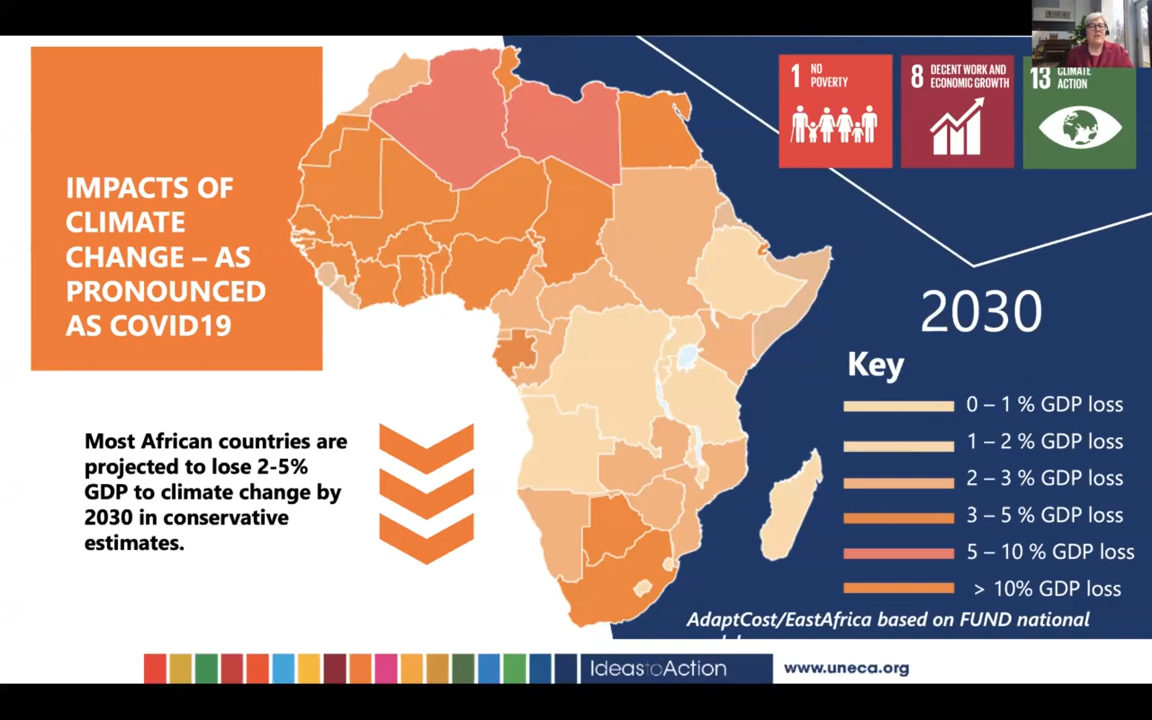 IMPACTS OF
CLIMATE
CHANGE – AS
PRONOUNCED
AS COVID19
Most African countries are
projected to lose 2-5%
GDP to climate change by
2030 in conservative
estimates.
1 NO
POVERTY
8 DECENT WORK AND
ECONOMIC GROWTH
13 CLIMATE
ACTION
2030
Key
0 – 1 % GDP loss
1 – 2 % GDP loss
2 – 3 % GDP loss
3 – 5 % GDP loss
5 – 10 % GDP loss
> 10% GDP loss
AdaptCost/EastAfrica based on FUND national
IdeastoAction
www.uneca.org